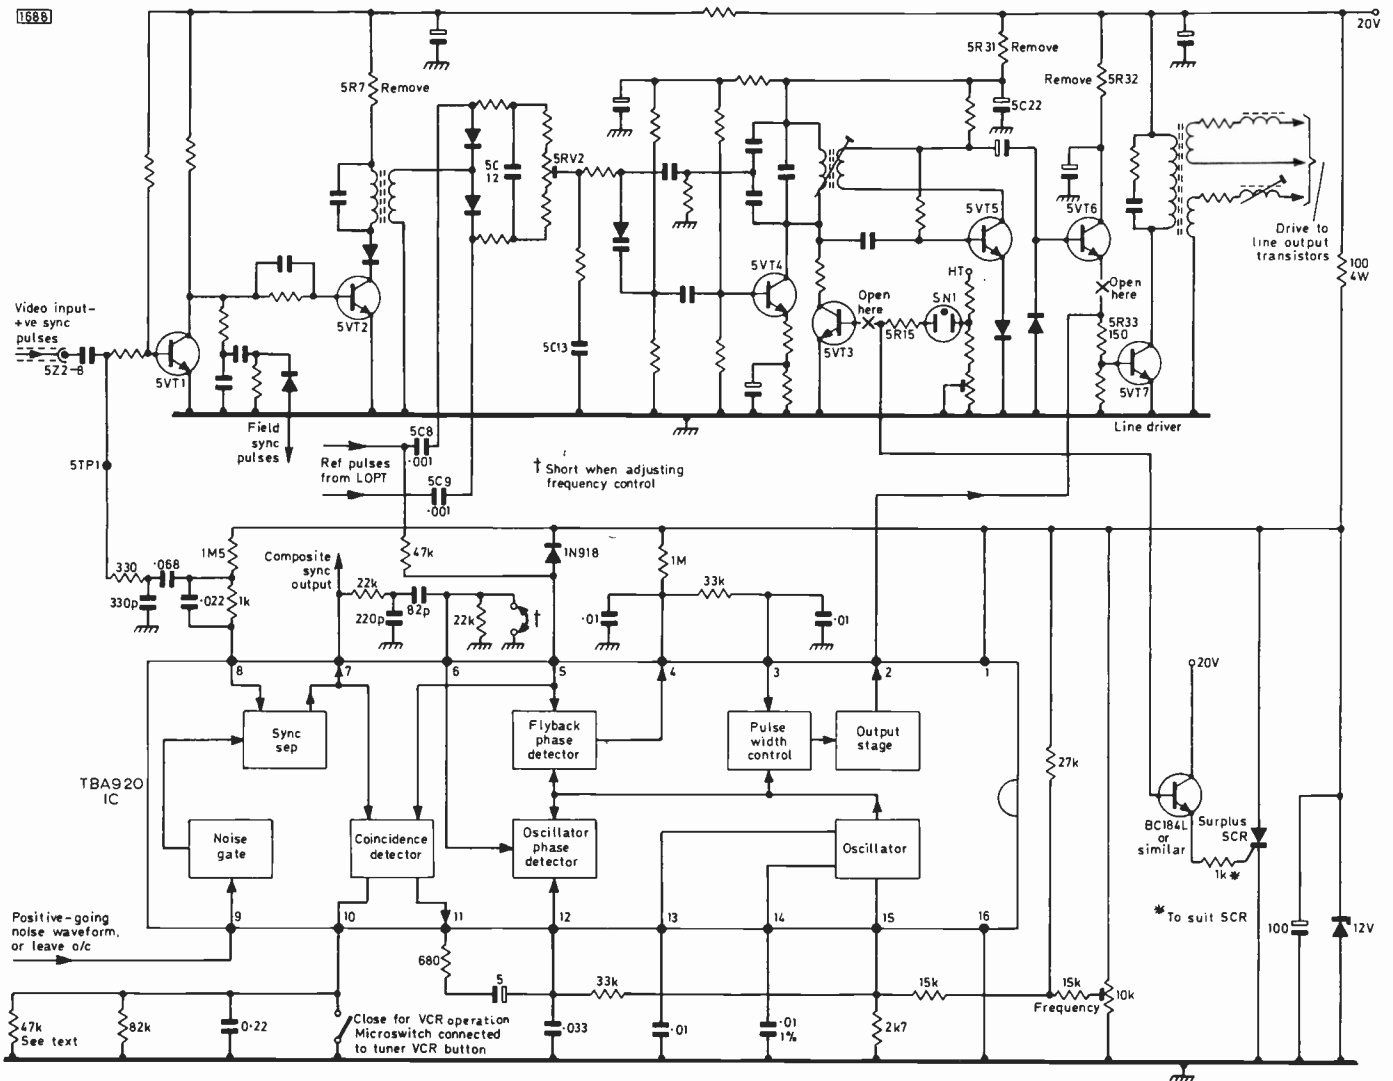 1688
20V
5R31 Remove
Remove 5R32
5R7 Remove
5C22
5C
12
5RV2
5VT5
5VT6
Drive to
line output
transistors
HT
Open
here
100
4W
5VT4
Open
here
SN1
Video input-
+ve sync
pulses
5VT2
5R33
150
5R15
5Z2-8
5VT1
5C13
5VT3
5VT7
Field
sync
pulses
Line driver
5C8
·001
Ref pulses
from LOPT
5C9
·001
† Short when adjusting
frequency control
5TP1
1M5
Composite
sync
output
47k
1N918
1M
330
·068
22k
33k
330p
·022
1k
220p
82p
22k
†
·01
·01
8
7
6
5
4
3
2
1
20V
Sync
sep
Flyback
phase
detector
Pulse
width
control
Output
stage
27k
TBA920
IC
Noise
gate
Coincidence
detector
Oscillator
phase
detector
Oscillator
BC184L
or
similar
Surplus
SCR
1k*
*To suit SCR
Positive-going
noise waveform,
or leave o/c
9
10
11
12
13
14
15
16
100
12V
680
5
33k
15k
15k
Frequency
10k
47k
See text
82k
0·22
Close for VCR operation
Microswitch connected
to tuner VCR button
·033
·01
·01
1%
2k7